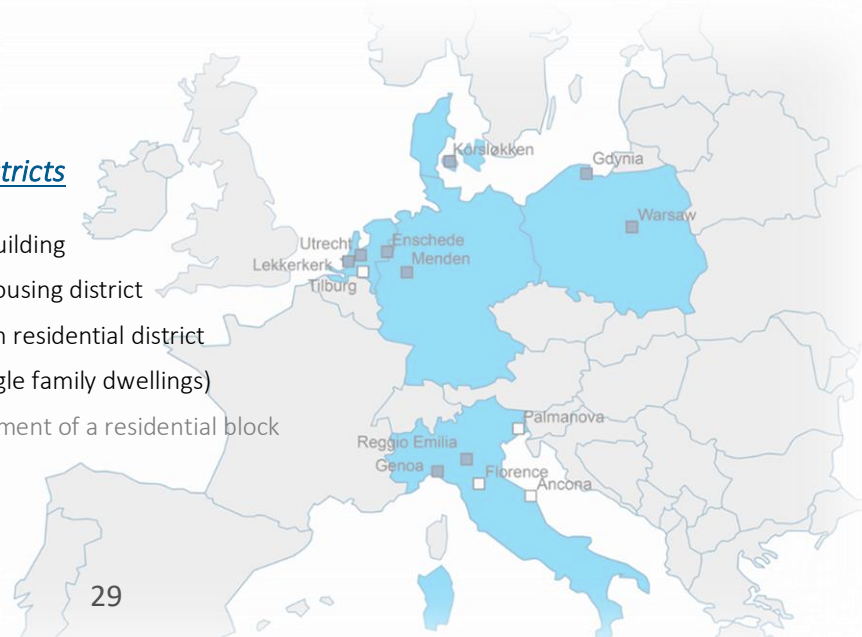 tricts
uilding
ousing district
n residential district
gle family dwellings)
ment of a residential block
29
Korsløkken
Gdynia
Warsaw
Utrecht
Enschede
Lekkerkerk
Menden
Tilburg
Palmanova
Reggio Emilia
Genoa
Florence
Ancona